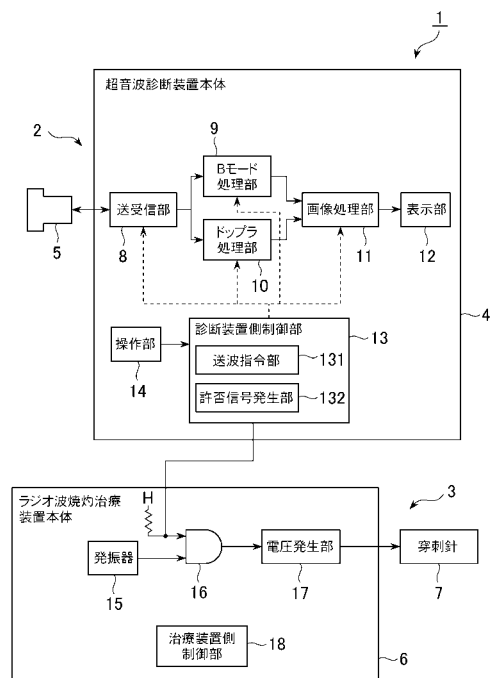 1
超音波診断装置本体
2
9
Bモード
処理部
送受信部
画像処理部
表示部
5
8
ドップラ
処理部
11
12
10
4
診断装置側制御部
13
操作部
送波指令部
131
14
許否信号発生部
132
ラジオ波焼灼治療
装置本体
H
3
発振器
電圧発生部
穿刺針
15
16
17
7
治療装置側
制御部
18
6